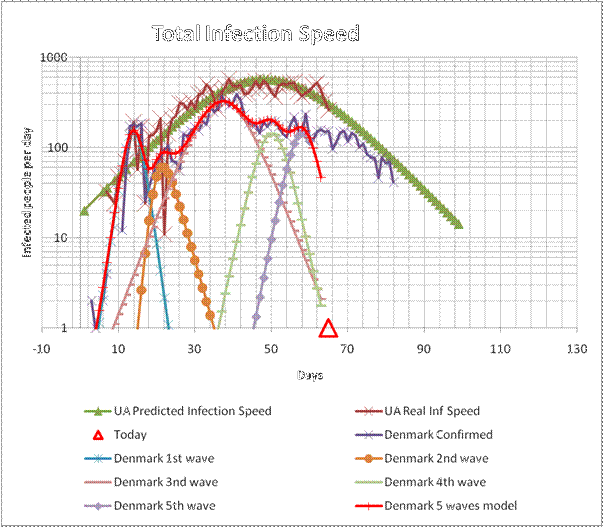 Total Infection Speed
1000
100
10
1
Infected people per day
-10 10 30 50 70 90 110 130
Days
UA Predicted Infection Speed UA Real Inf Speed
Today Denmark Confirmed
Denmark 1st wave Denmark 2nd wave
Denmark 3nd wave Denmark 4th wave
Denmark 5th wave Denmark 5 waves model